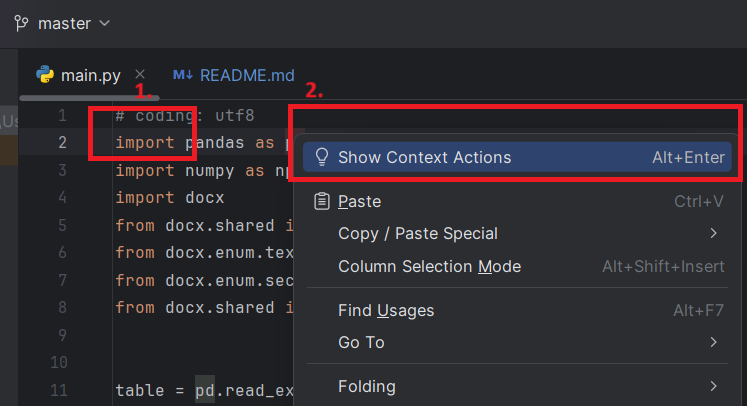 master
main.py
README.md
1.
2.
1 # coding: utf8
2 import pandas as p
3 import numpy as np
4 import docx
5 from docx.shared i
6 from docx.enum.tex
7 from docx.enum.sec
8 from docx.shared i
9
10
11 table = pd.read_ex
Show Context Actions Alt+Enter
Paste Ctrl+V
Copy / Paste Special
Column Selection Mode Alt+Shift+Insert
Find Usages Alt+F7
Go To
Folding